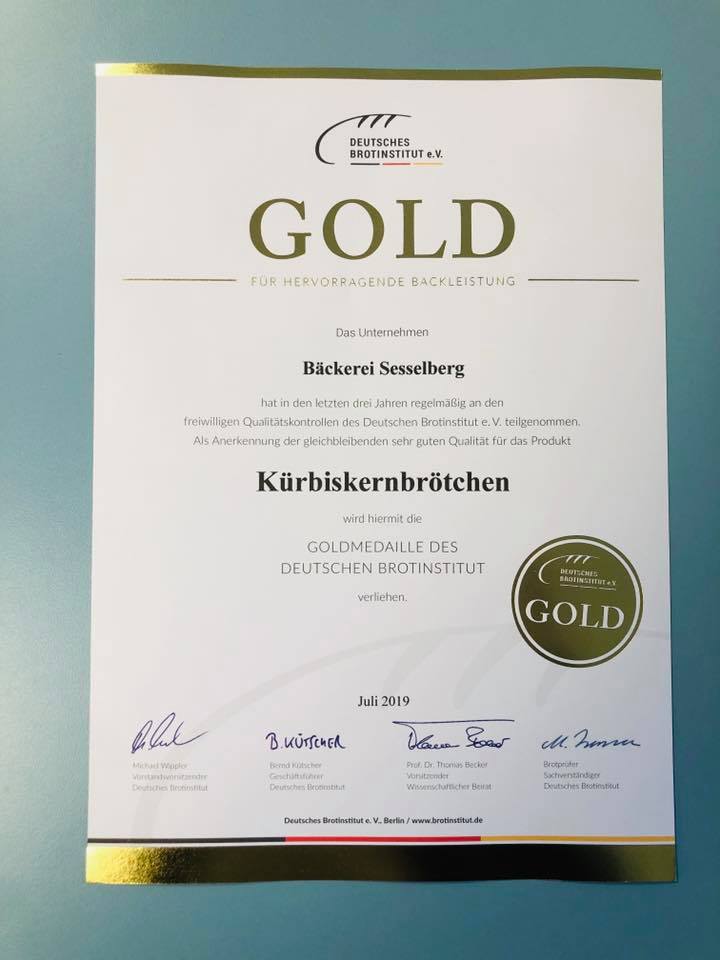 DEUTSCHES
BROTINSTITUT e.V.
GOLD
FÜR HERVORRAGENDE BACKLEISTUNG
Das Unternehmen
Bäckerei Sesselberg
hat in den letzten drei Jahren regelmäßig an den
freiwilligen Qualitätskontrollen des Deutschen Brotinstitut e. V. teilgenommen.
Als Anerkennung der gleichbleibenden sehr guten Qualität für das Produkt
Kürbiskernbrötchen
wird hiermit die
GOLDMEDAILLE DES
DEUTSCHEN BROTINSTITUT
verliehen.
DEUTSCHES
BROTINSTITUT e.V.
GOLD
Juli 2019
B. KÜTSCHER
Michael Wippler
Vorstandsvorsitzender
Deutsches Brotinstitut
Bernd Kütscher
Geschäftsführer
Deutsches Brotinstitut
Prof. Dr. Thomas Becker
Vorsitzender
Wissenschaftlicher Beirat
Brotprüfer
Sachverständiger
Deutsches Brotinstitut
Deutsches Brotinstitut e. V., Berlin / www.brotinstitut.de